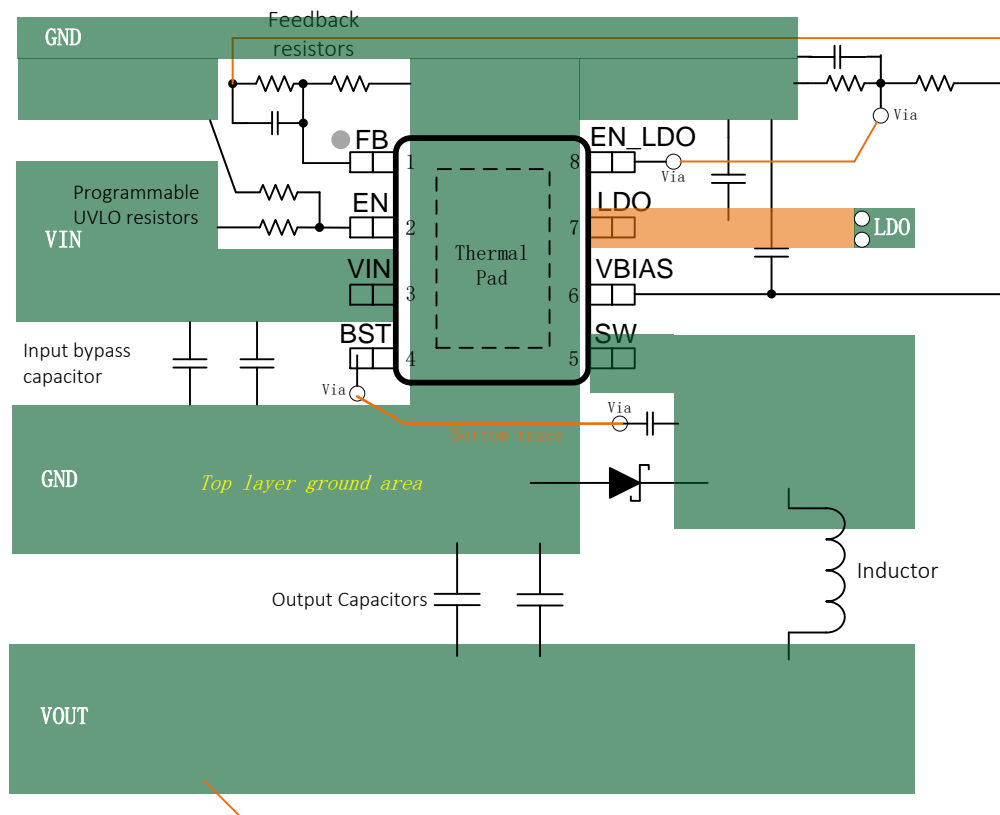 GND
Feedback
resistors
Via
FB
EN_LDO
1
8
Via
Programmable
UVLO resistors
EN
LDO
VIN
2
7
LDO
Thermal
Pad
VIN
VBIAS
3
6
BST
SW
Input bypass
capacitor
4
5
Via
Via
Bottom trace
GND
Top layer ground area
Inductor
Output Capacitors
VOUT